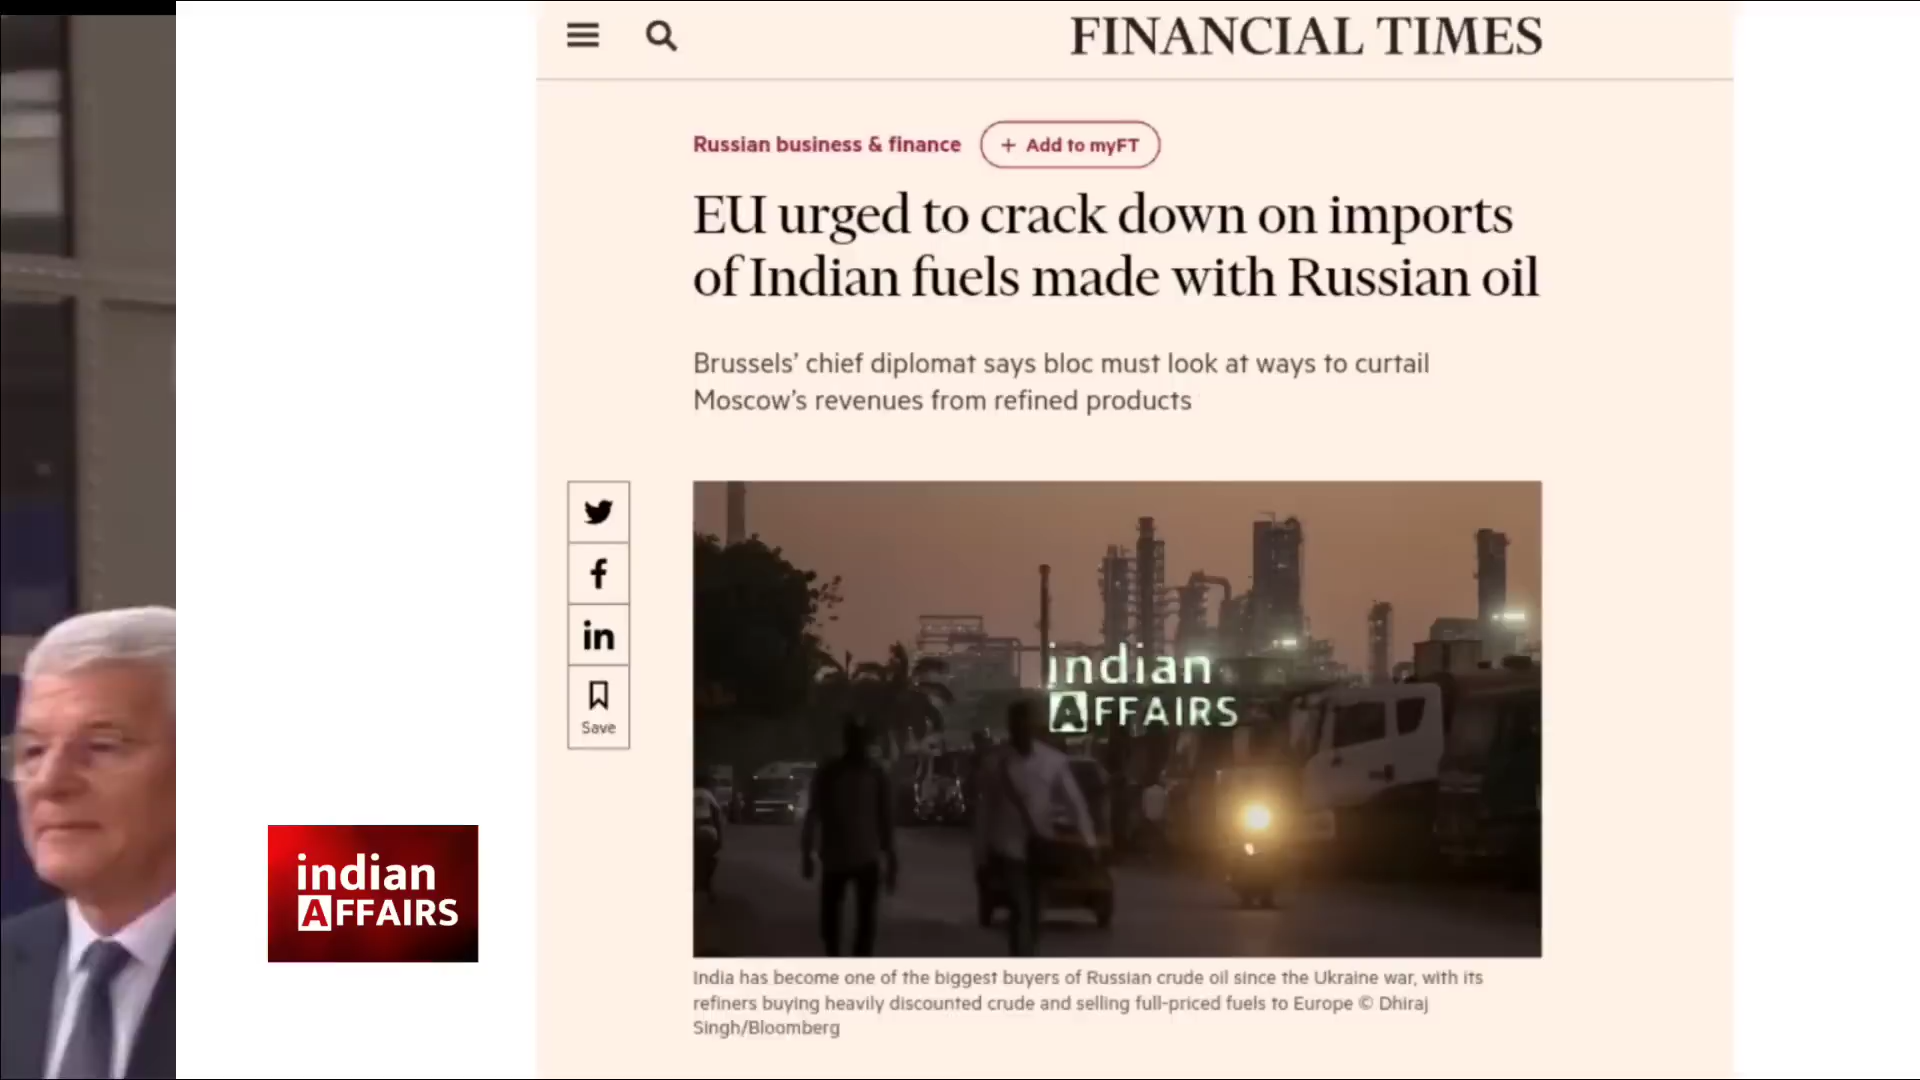 FINANCIAL TIMES
Russian business & finance
+ Add to myFT
EU urged to crack down on imports
of Indian fuels made with Russian oil
Brussels’ chief diplomat says bloc must look at ways to curtail
Moscow’s revenues from refined products
f
in
Save
indian
AFFAIRS
indian
AFFAIRS
India has become one of the biggest buyers of Russian crude oil since the Ukraine war, with its
refiners buying heavily discounted crude and selling full-priced fuels to Europe © Dhiraj
Singh/Bloomberg